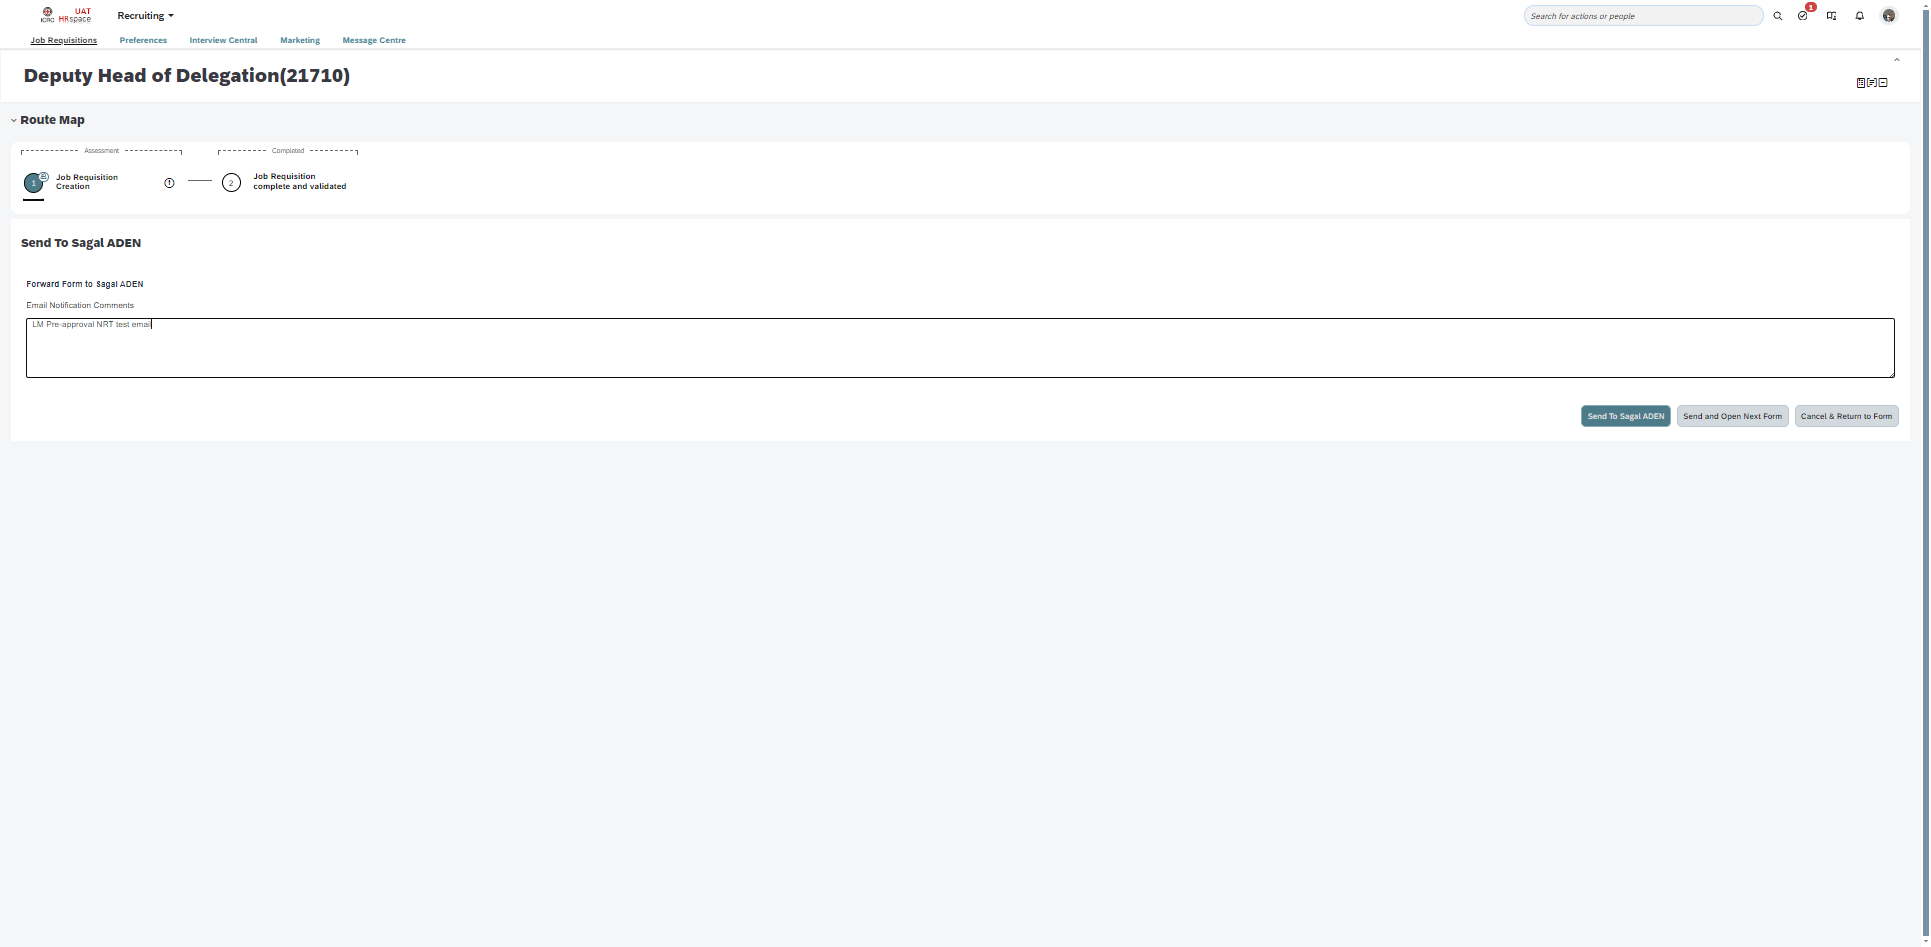 ICRC
UAT
HRspace
Recruiting
Search for actions or people
1
Job Requisitions
Preferences
Interview Central
Marketing
Message Centre
Deputy Head of Delegation(21710)
Route Map
Assessment
Completed
1
Job Requisition
Creation
2
Job Requisition
complete and validated
Send To Sagal ADEN
Forward Form to Sagal ADEN
Email Notification Comments
LM Pre-approval NRT test email
Send To Sagal ADEN
Send and Open Next Form
Cancel & Return to Form